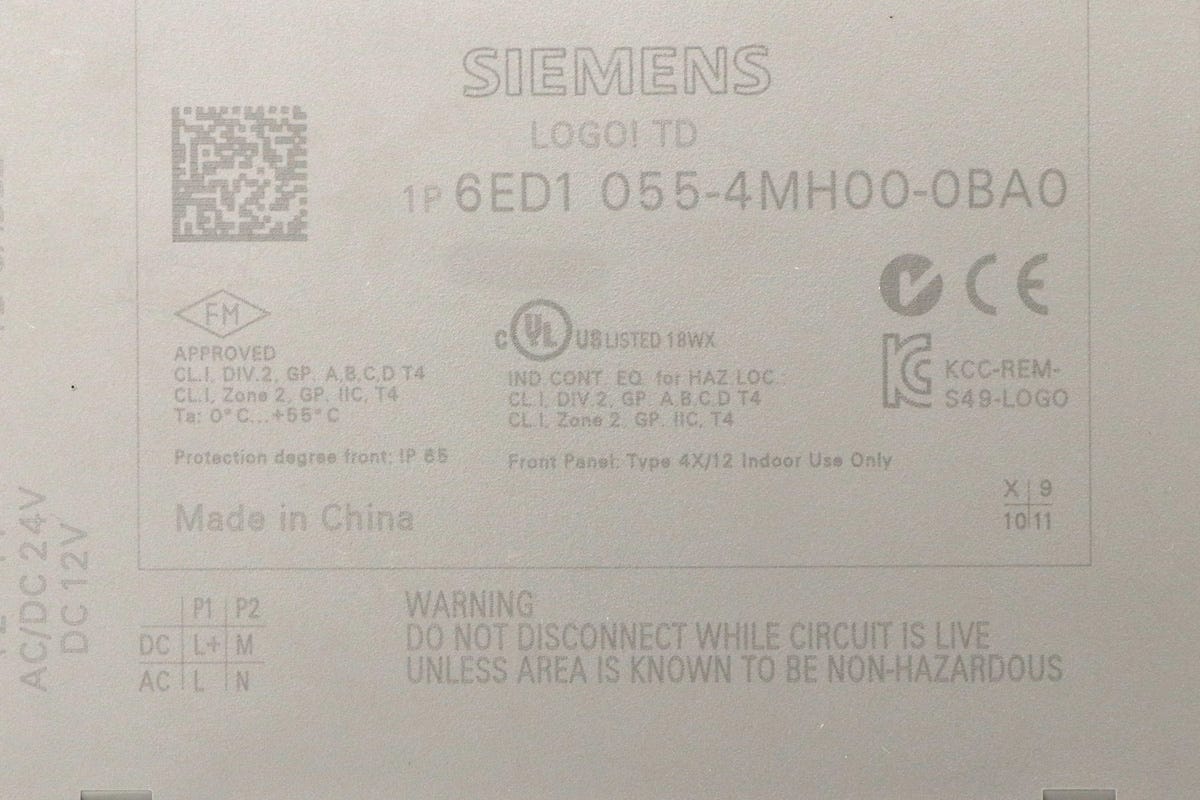 SIEMENS
LOGO! TD
1P 6ED1 055-4MH00-0BA0
CE
FM
APPROVED
CL.I, DIV.2, GP. A,B,C,D T4
CL.I, Zone 2, GP. IIC, T4
Ta: 0°C...+55°C
Protection degree front: IP 65
c UL US LISTED 18WX
IND CONT. EQ. for HAZ LOC.:
CL.I, DIV.2, GP. A,B,C,D T4
CL.I, Zone 2, GP. IIC, T4
Front Panel: Type 4X/12 Indoor Use Only
KCC-REM-
S49-LOGO
Made in China
X 9
10 11
AC/DC 24V
DC 12V
P1 P2
DC L+ M
AC L N
WARNING
DO NOT DISCONNECT WHILE CIRCUIT IS LIVE
UNLESS AREA IS KNOWN TO BE NON-HAZARDOUS